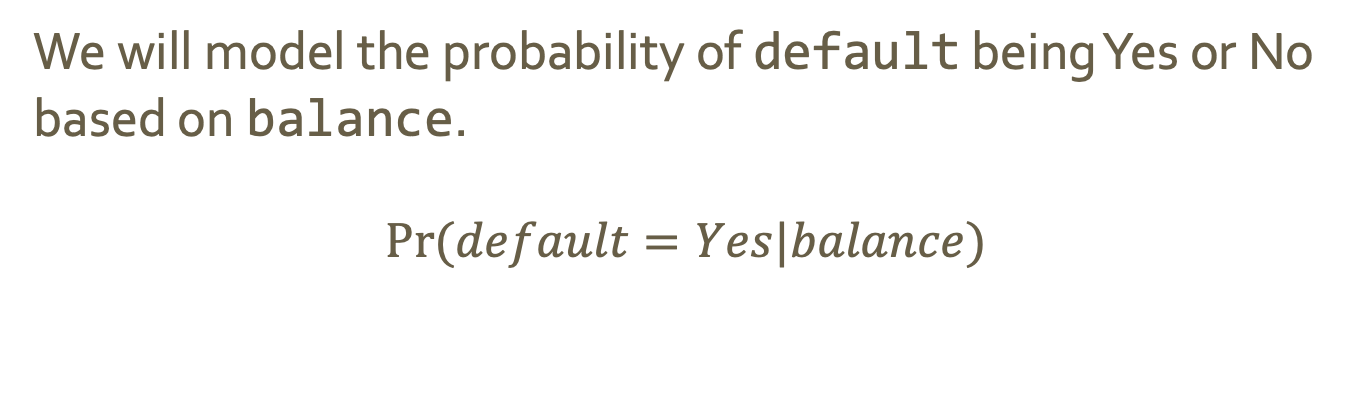 We will model the probability of default being Yes or No
based on balance.
Pr(default = Yes|balance)